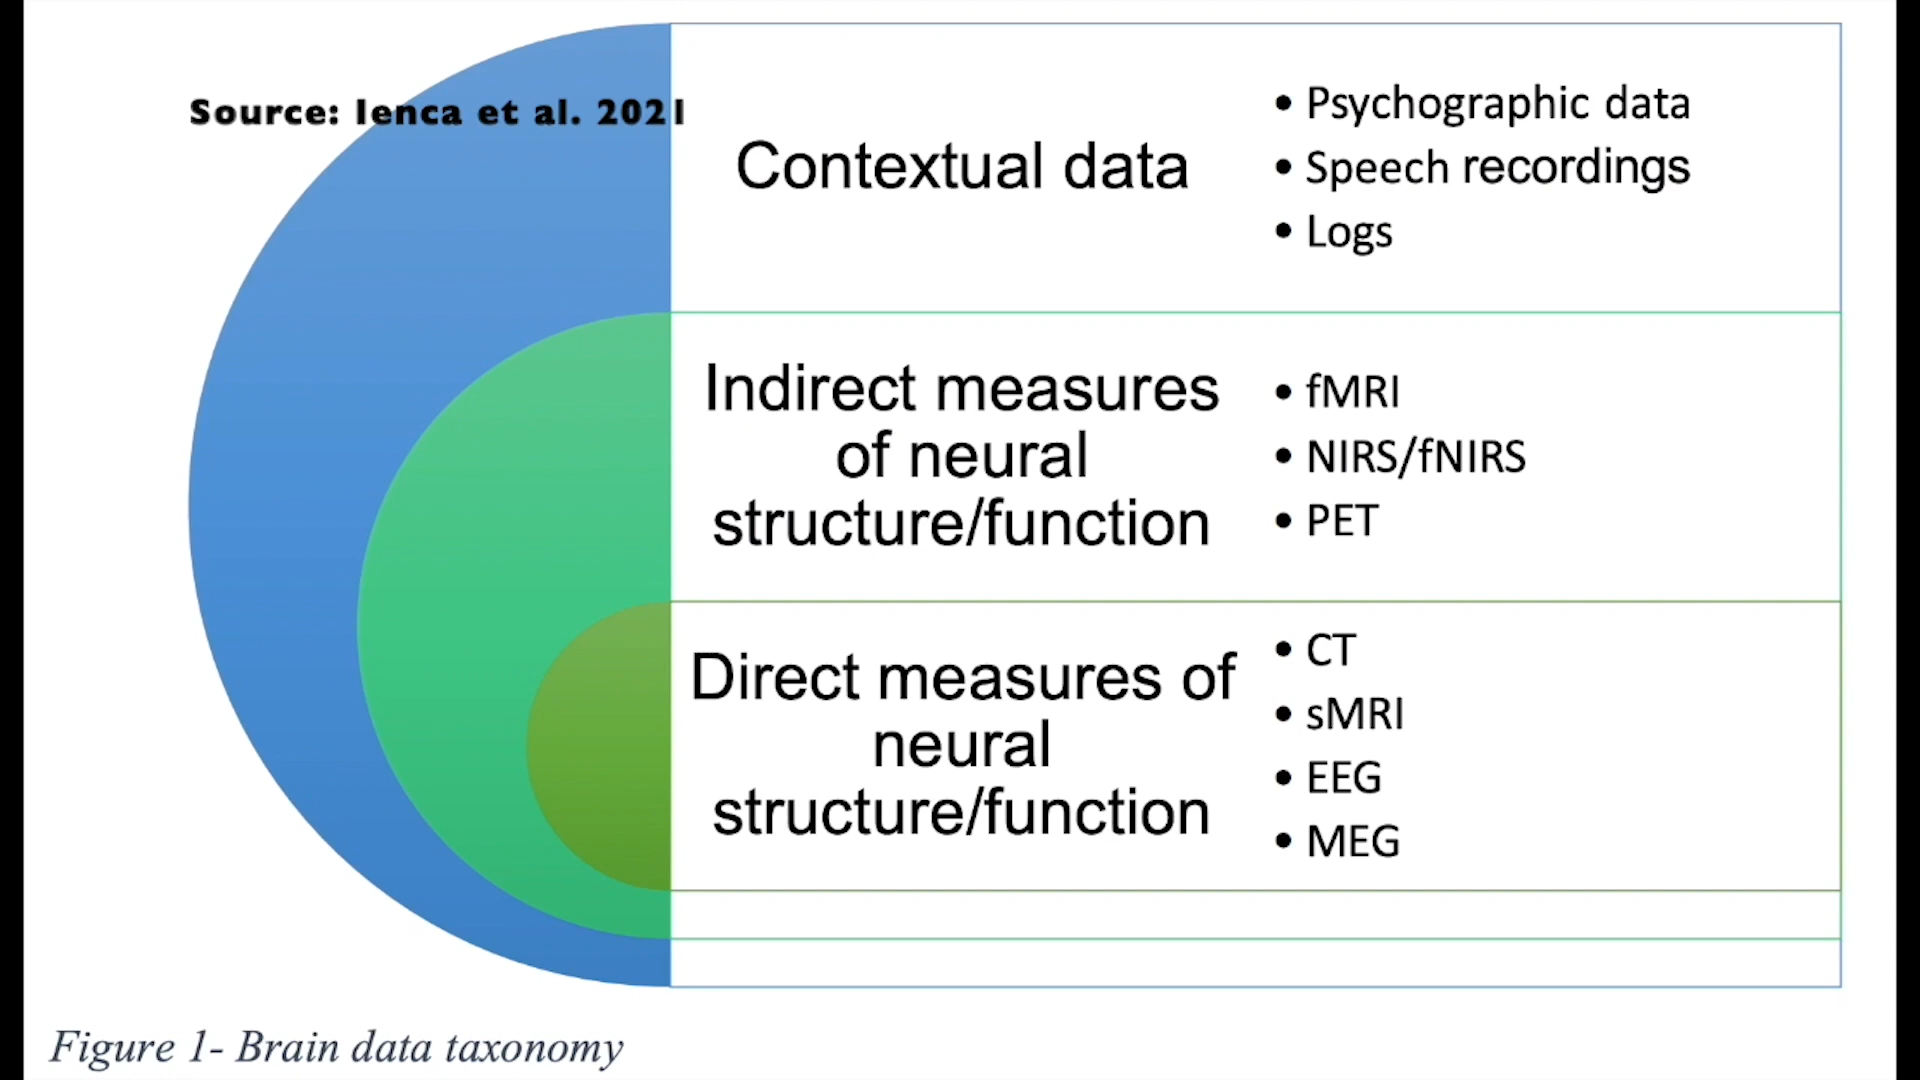 Source: Ienca et al. 2021
Contextual data
• Psychographic data
• Speech recordings
• Logs
Indirect measures
of neural
structure/function
• fMRI
• NIRS/fNIRS
• PET
Direct measures of
neural
structure/function
• CT
• sMRI
• EEG
• MEG
Figure 1- Brain data taxonomy